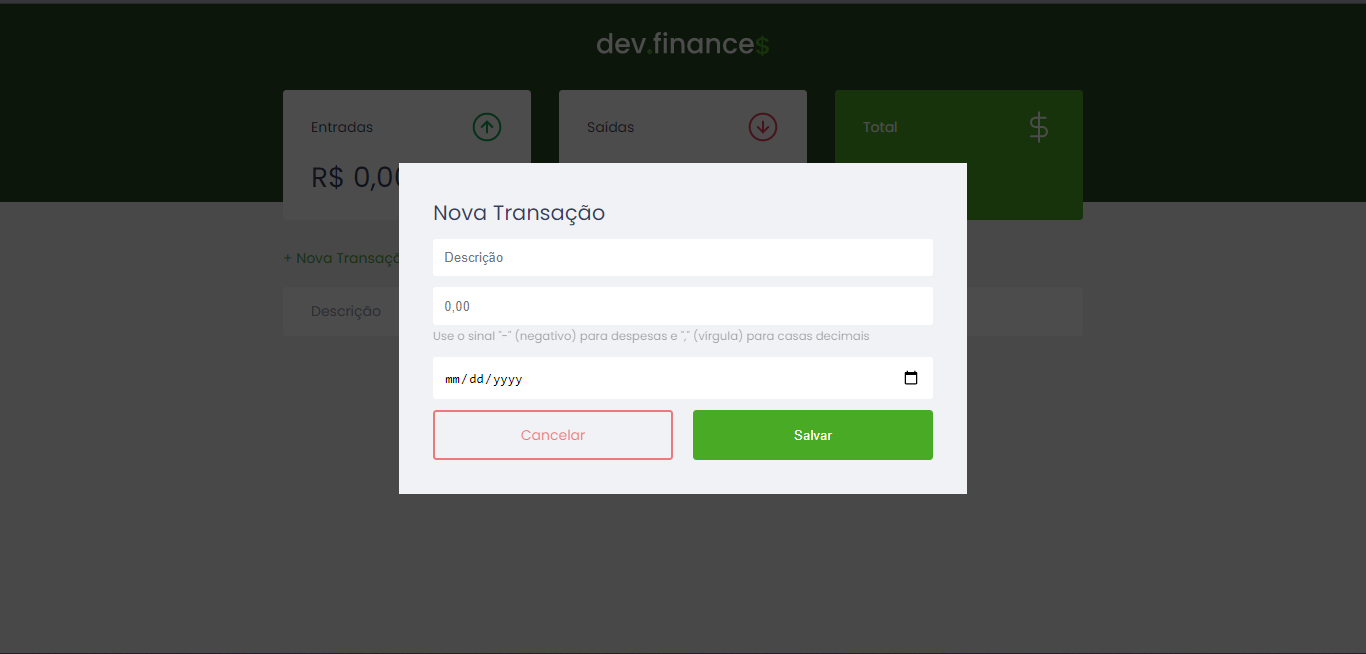 dev.finance$
Entradas
Saídas
Total
$
R$ 0,00
Nova Transação
Descrição
0,00
Use o sinal "-" (negativo) para despesas e "," (vírgula) para casas decimais
mm/dd/yyyy
Cancelar
Salvar
+ Nova Transaçã
Descrição